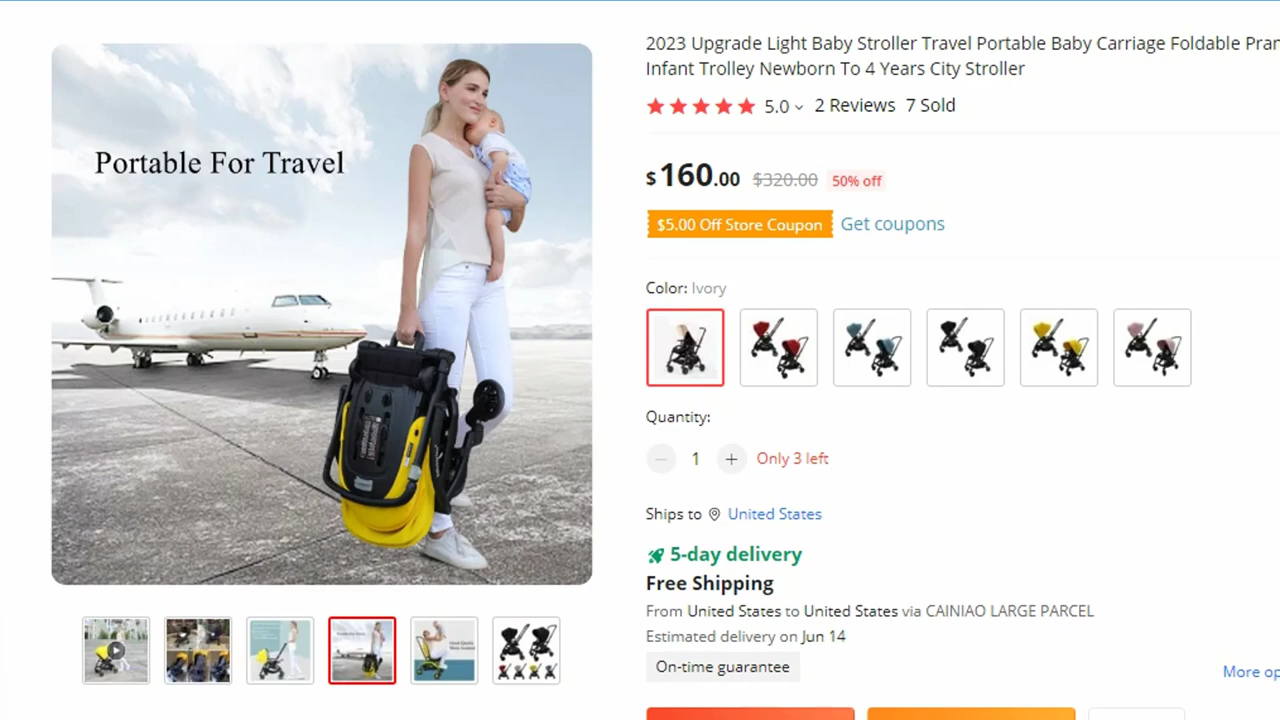 2023 Upgrade Light Baby Stroller Travel Portable Baby Carriage Foldable Pram
Infant Trolley Newborn To 4 Years City Stroller
5.0 2 Reviews 7 Sold
Portable For Travel
$160.00 $320.00 50% off
$5.00 Off Store Coupon Get coupons
Color: Ivory
Quantity:
1 + Only 3 left
Ships to United States
5-day delivery
Free Shipping
From United States to United States via CAINIAO LARGE PARCEL
Estimated delivery on Jun 14
On-time guarantee
More op